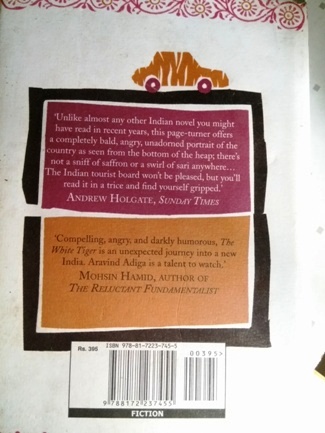 'Unlike almost any other Indian novel you might
have read in recent years, this page-turner offers
a completely bald, angry, unadorned portrait of the
country as seen from the bottom of the heap; there's
not a sniff of saffron or a swirl of sari anywhere...
The Indian tourist board won't be pleased, but you'll
read it in a trice and find yourself gripped.'
ANDREW HOLGATE, SUNDAY TIMES
'Compelling, angry, and darkly humorous, The
White Tiger is an unexpected journey into a new
India. Aravind Adiga is a talent to watch.'
MOHSIN HAMID, AUTHOR OF
THE RELUCTANT FUNDAMENTALIST
Rs. 395 ISBN 978-81-7223-745-5
00395>
9 788172 237455
FICTION